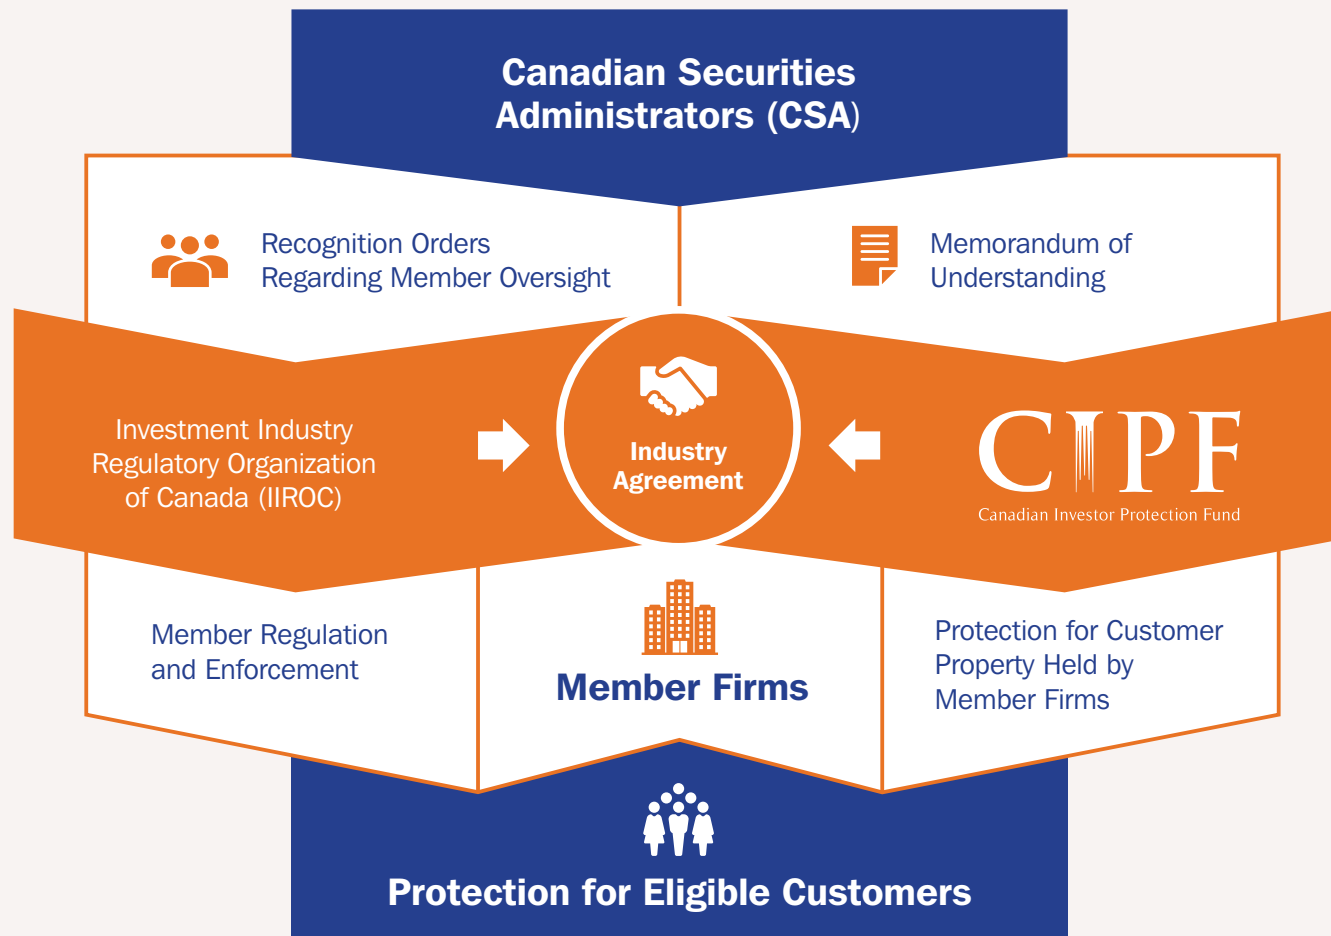 Canadian Securities
Administrators (CSA)
Recognition Orders
Regarding Member Oversight
Memorandum of
Understanding
Investment Industry
Regulatory Organization
of Canada (IIROC)
Industry
Agreement
CIPF
Canadian Investor Protection Fund
Member Regulation
and Enforcement
Member Firms
Protection for Customer
Property Held by
Member Firms
Protection for Eligible Customers